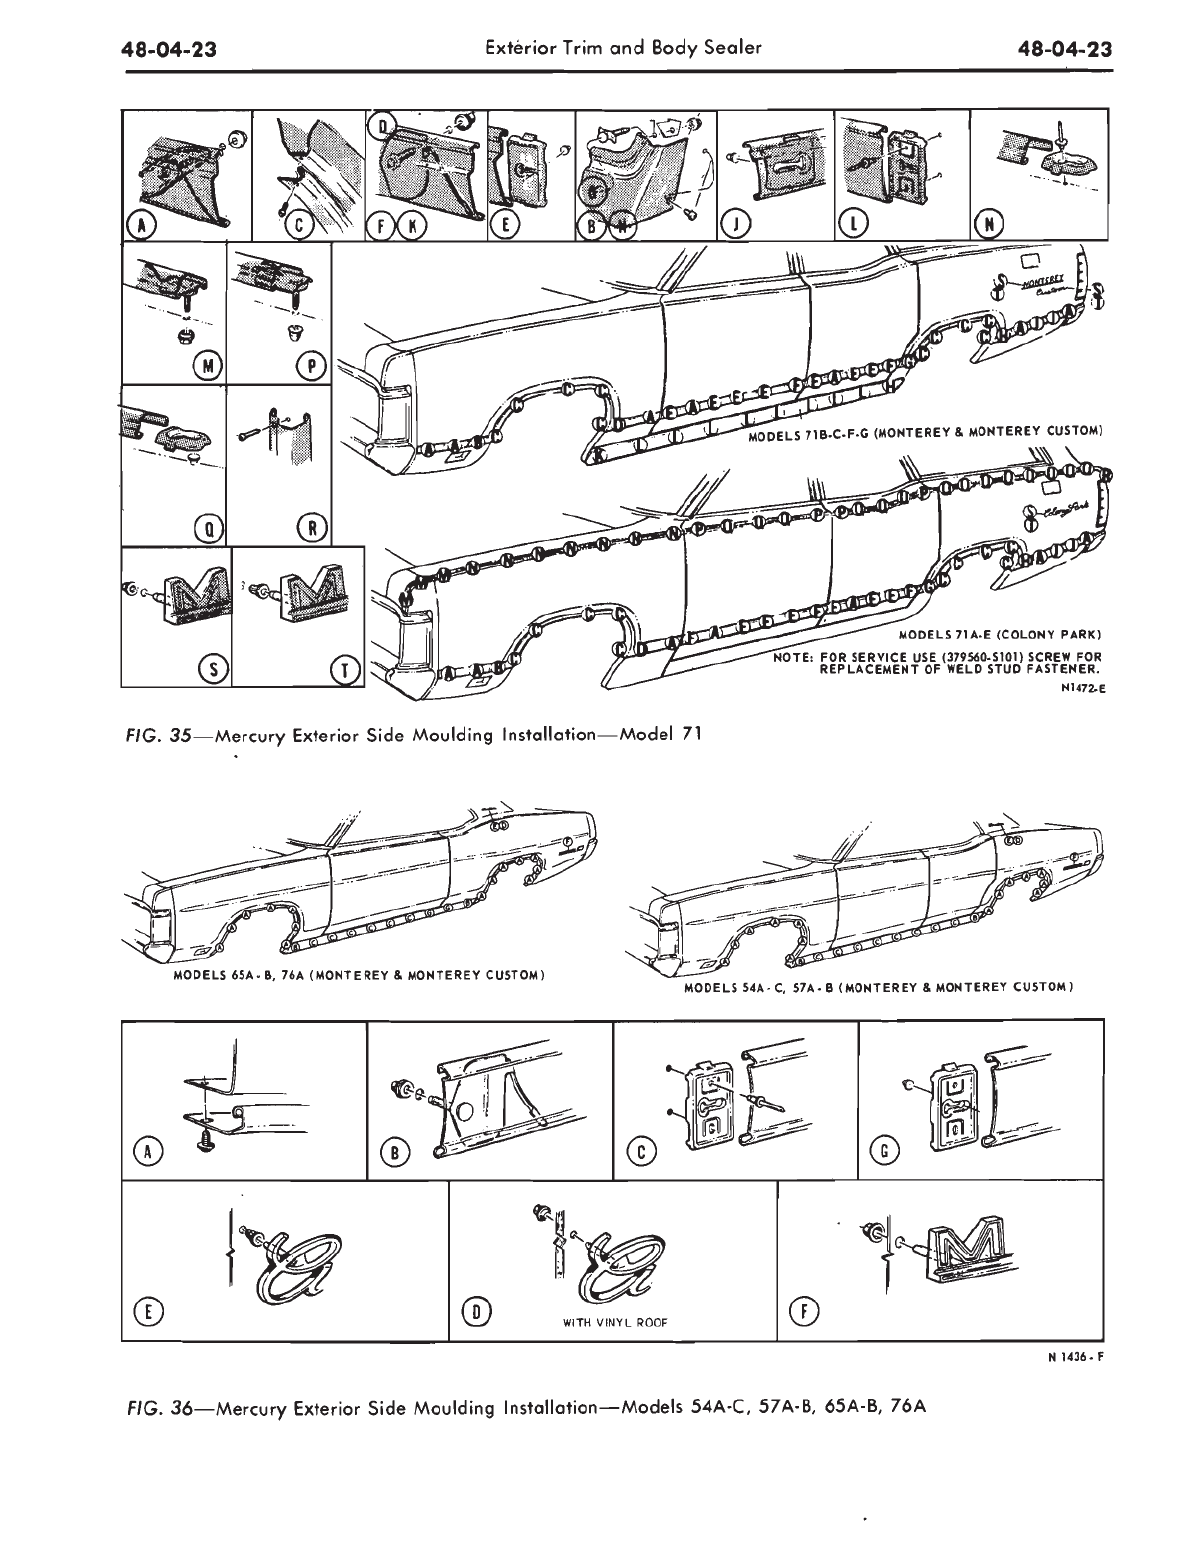 48-04-23 Exterior Trim and Body Sealer 48-04-23
D
A C F K E B H J L N
M P
S MONTEREY S
T Custom T
MODELS 71B-C-F-G (MONTEREY & MONTEREY CUSTOM)
Q R
S Colony Park
T
S T
MODELS 71A-E (COLONY PARK)
NOTE: FOR SERVICE USE (379560-S101) SCREW FOR
REPLACEMENT OF WELD STUD FASTENER.
N1472-E
FIG. 35—Mercury Exterior Side Moulding Installation—Model 71
E D
F
E D
F
MODELS 65A-B, 76A (MONTEREY & MONTEREY CUSTOM)
MODELS 54A-C, 57A-B (MONTEREY & MONTEREY CUSTOM)
A B C G
E D F
WITH VINYL ROOF
N 1436-F
FIG. 36—Mercury Exterior Side Moulding Installation—Models 54A-C, 57A-B, 65A-B, 76A